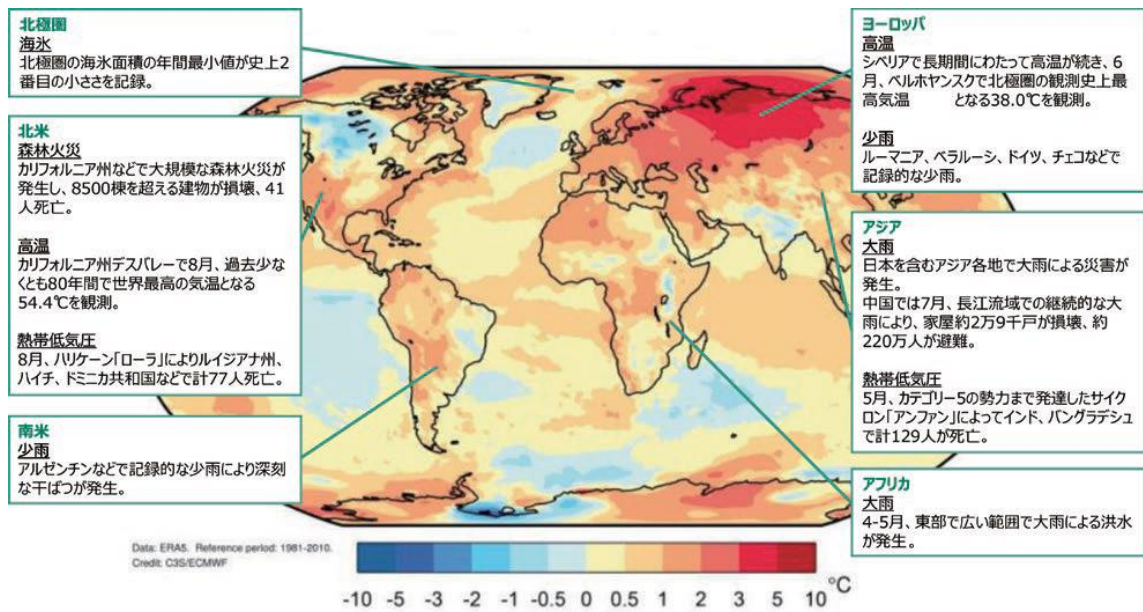 北極圏
海氷
北極圏の海氷面積の年間最小値が史上2
番目の小ささを記録。
北米
森林火災
カリフォルニア州などで大規模な森林火災が
発生し、8500棟を超える建物が損壊、41
人死亡。
高温
カリフォルニア州デスバレーで8月、過去少な
くとも80年間で世界最高の気温となる
54.4℃を観測。
熱帯低気圧
8月、ハリケーン「ローラ」によりルイジアナ州、
ハイチ、ドミニカ共和国などで計77人死亡。
南米
少雨
アルゼンチンなどで記録的な少雨により深刻
な干ばつが発生。
ヨーロッパ
高温
シベリアで長期間にわたって高温が続き、6
月、ベルホヤンスクで北極圏の観測史上最
高気温 となる38.0℃を観測。
少雨
ルーマニア、ベラルーシ、ドイツ、チェコなどで
記録的な少雨。
アジア
大雨
日本を含むアジア各地で大雨による災害が
発生。
中国では7月、長江流域での継続的な大
雨により、家屋約2万9千戸が損壊、約
220万人が避難。
熱帯低気圧
5月、カテゴリー5の勢力まで発達したサイク
ロン「アンファン」によってインド、バングラデシュ
で計129人が死亡。
アフリカ
大雨
4-5月、東部で広い範囲で大雨による洪水
が発生。
Data: ERA5. Reference period: 1981-2010.
Credit: C3S/ECMWF
℃
-10 -5 -3 -2 -1 -0.5 0 0.5 1 2 3 5 10